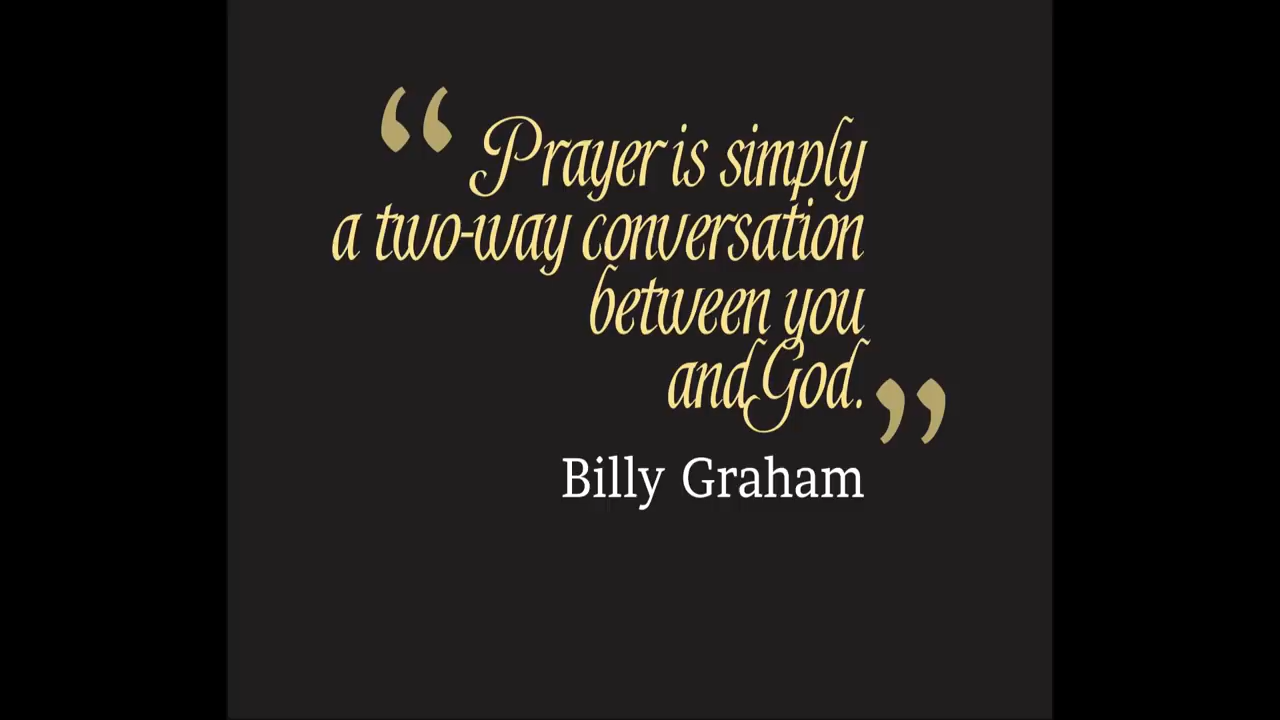 “Prayer is simply
a two-way conversation
between you
and God.”
Billy Graham